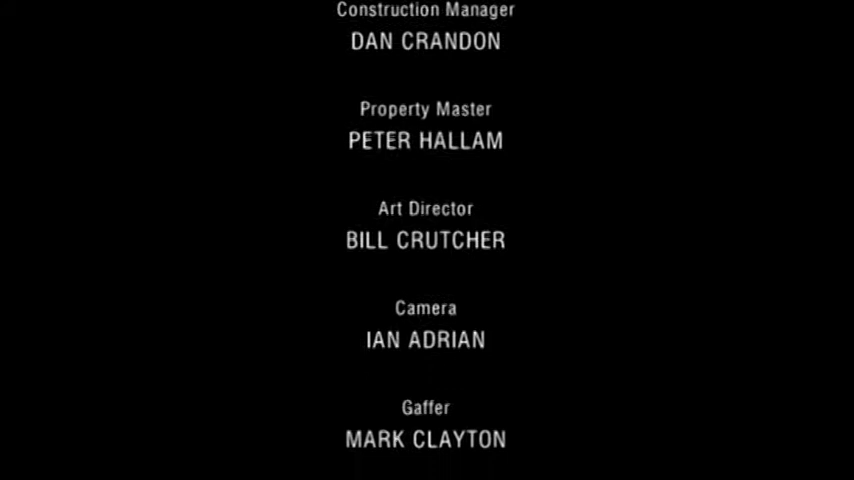 Construction Manager
DAN CRANDON
Property Master
PETER HALLAM
Art Director
BILL CRUTCHER
Camera
IAN ADRIAN
Gaffer
MARK CLAYTON